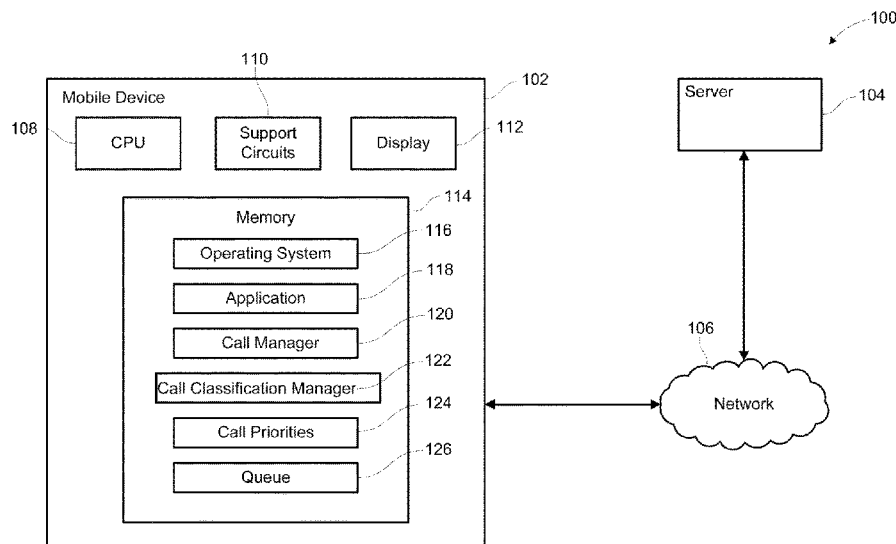 100
110
102
Mobile Device
Server
104
108
CPU
Support
Circuits
Display
112
114
Memory
116
Operating System
118
Application
120
Call Manager
122
Call Classification Manager
124
Call Priorities
126
Queue
106
Network